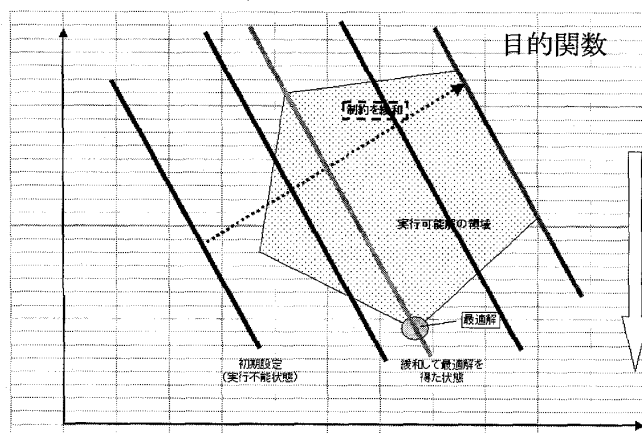 目的関数
制約を緩和
実行可能解の領域
最適解
初期設定
(実行不能状態)
緩和して最適解を
得た状態